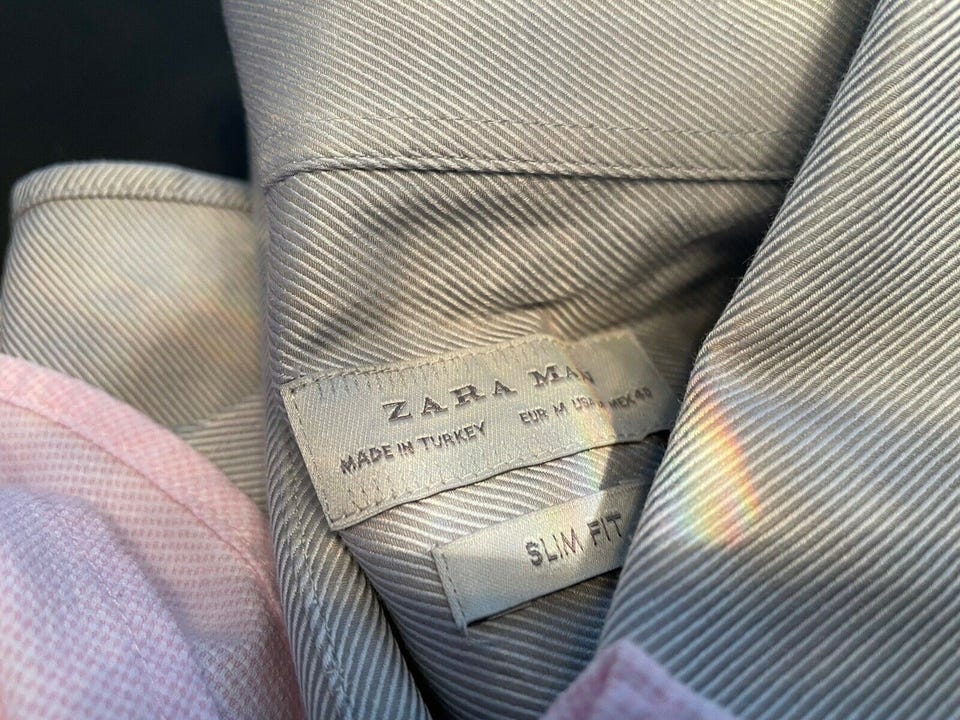 ZARA MAN
MADE IN TURKEY EUR M USA MEX 40
SLIM FIT